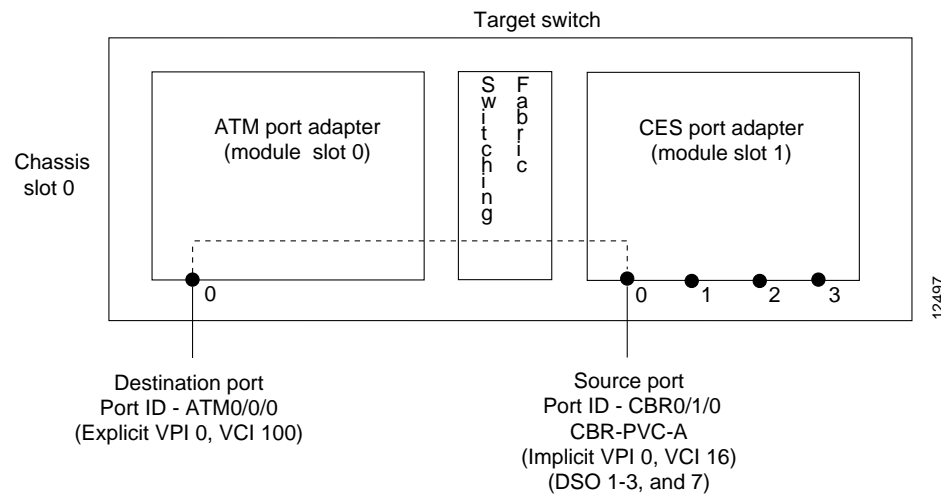 Target switch
Chassis
slot 0
ATM port adapter
(module slot 0)
Switching
Fabric
CES port adapter
(module slot 1)
0
0
1
2
3
12497
Destination port
Port ID - ATM0/0/0
(Explicit VPI 0, VCI 100)
Source port
Port ID - CBR0/1/0
CBR-PVC-A
(Implicit VPI 0, VCI 16)
(DSO 1-3, and 7)